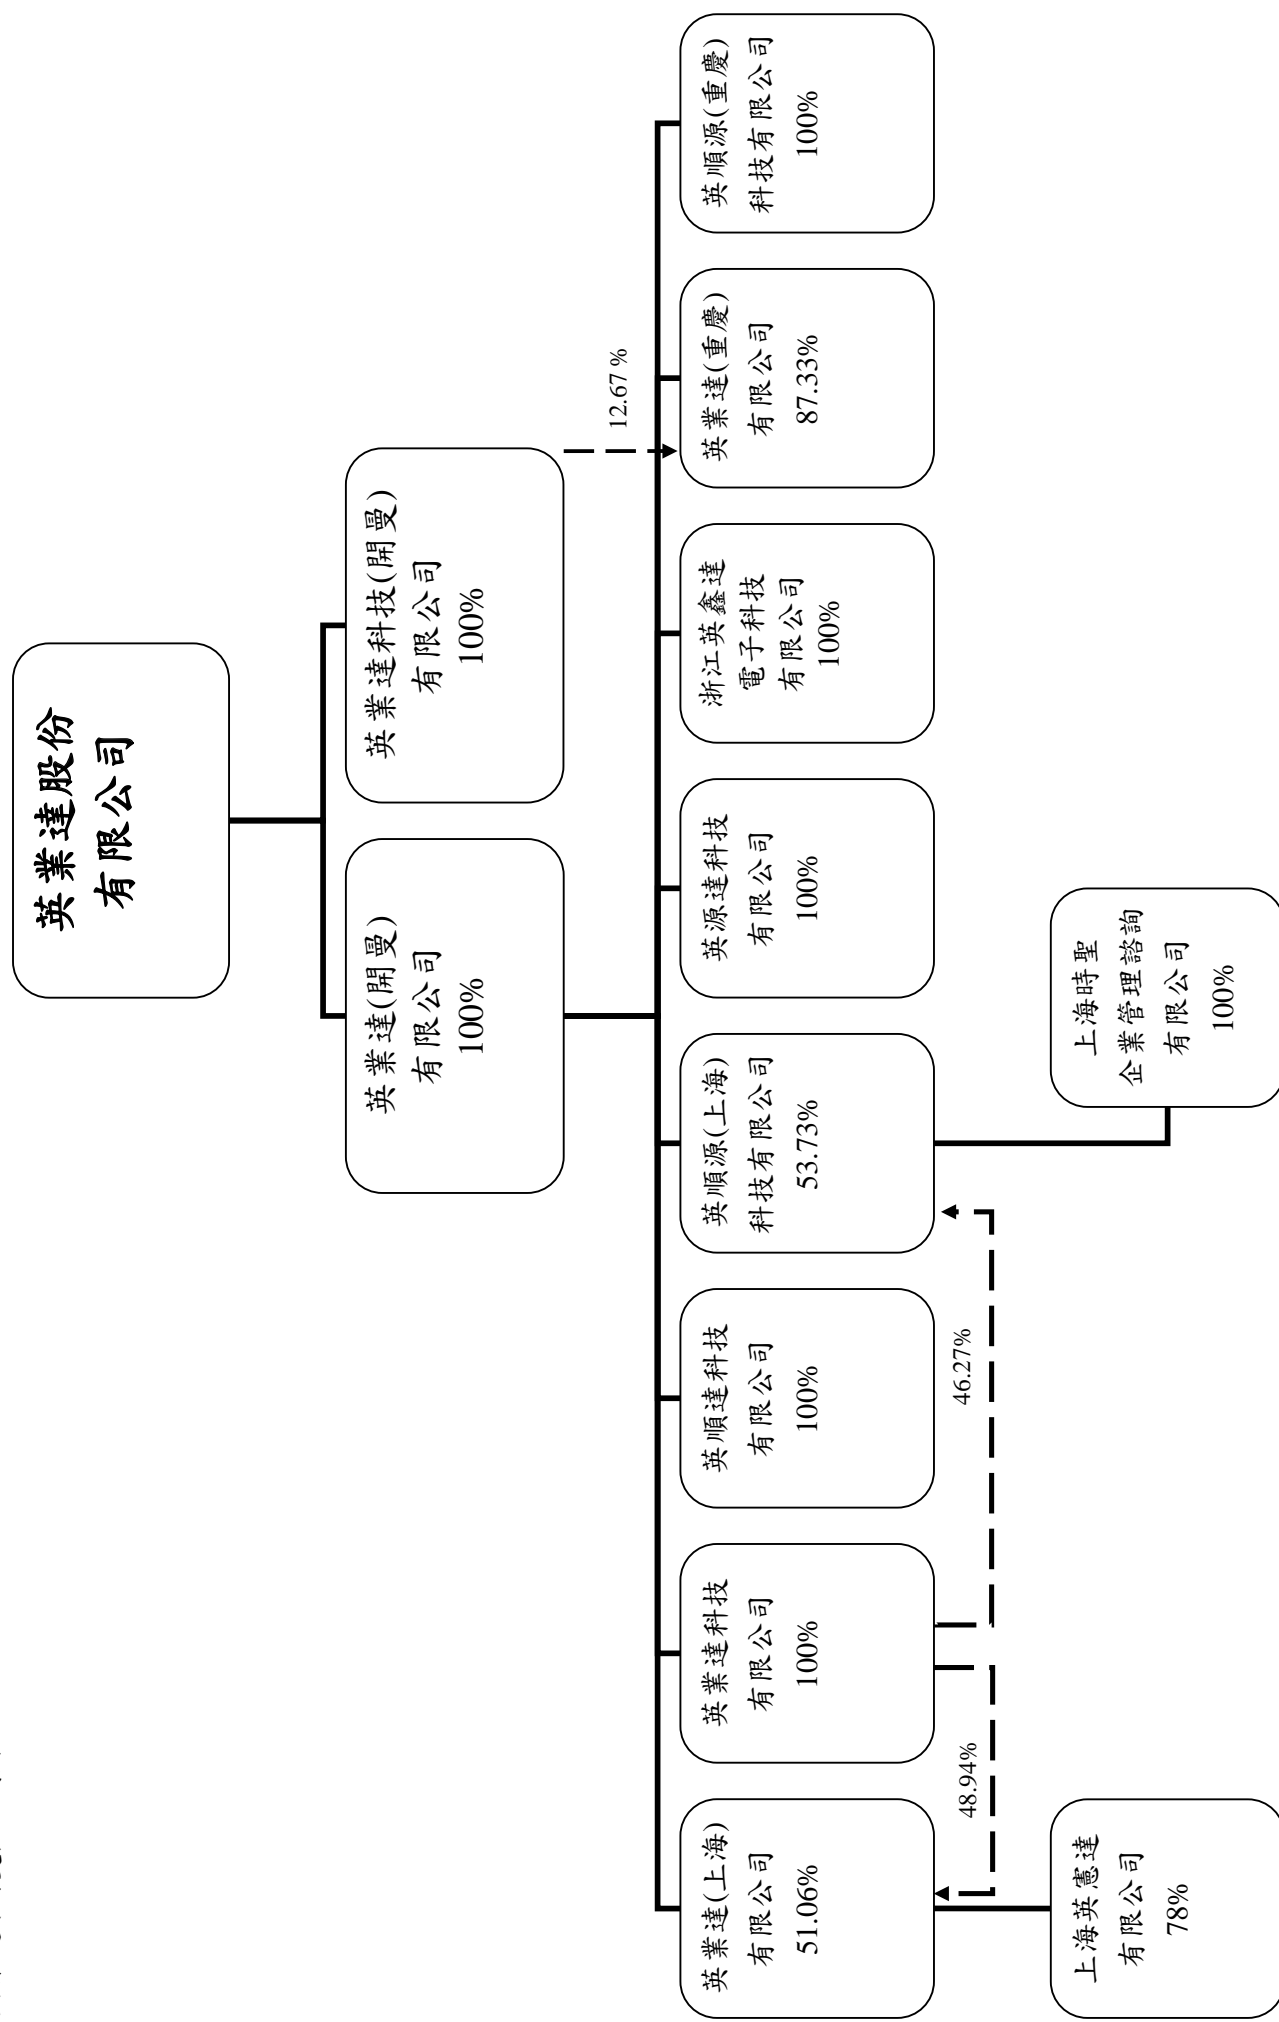 英業達股份
有限公司
英業達(開曼)
有限公司
100%
英業達科技(開曼)
有限公司
100%
12.67%
英業達(上海)
有限公司
51.06%
英業達科技
有限公司
100%
英順達科技
有限公司
100%
英順源(上海)
科技有限公司
53.73%
英源達科技
有限公司
100%
浙江英鑫達
電子科技
有限公司
100%
英業達(重慶)
有限公司
87.33%
英順源(重慶)
科技有限公司
100%
48.94%
46.27%
上海英憲達
有限公司
78%
上海時聖
企業管理諮詢
有限公司
100%